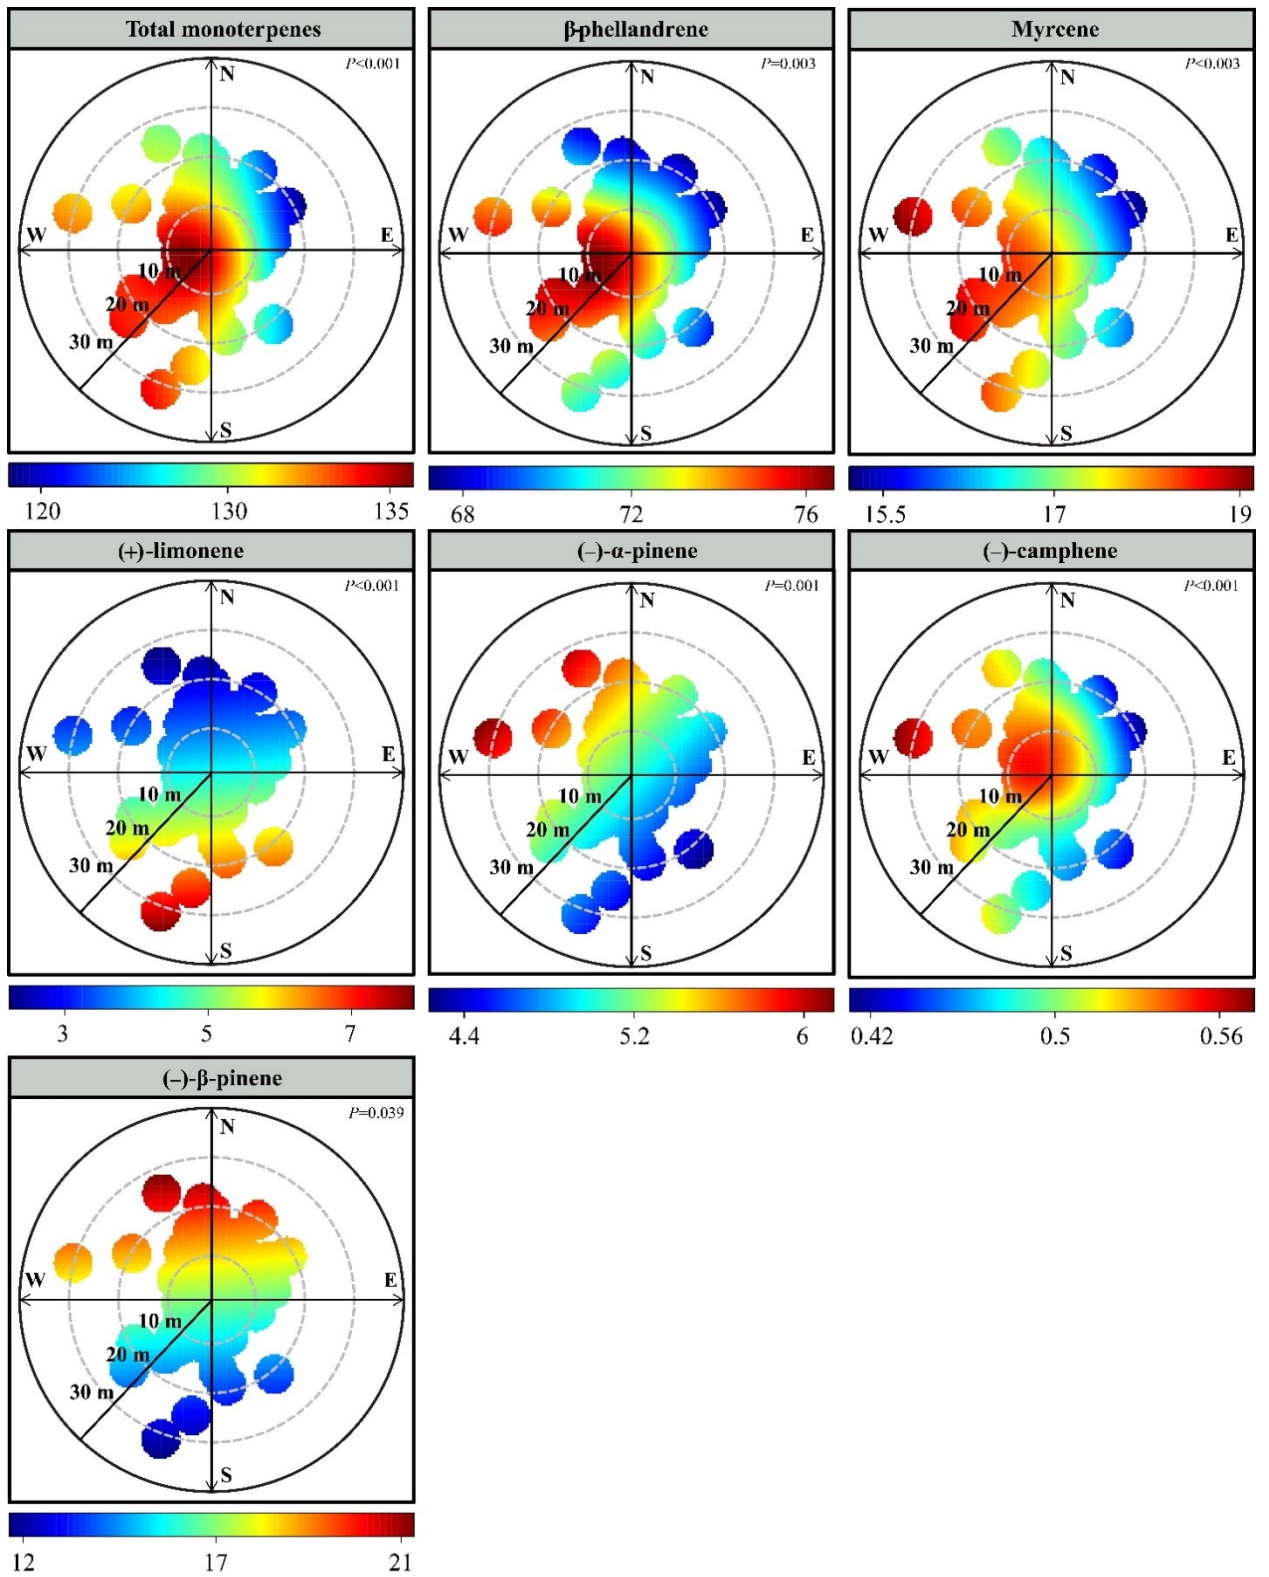 Total monoterpenes
P<0.001
N
W
E
10 m
20 m
30 m
S
120 130 135
β-phellandrene
P=0.003
N
W
E
10 m
20 m
30 m
S
68 72 76
Myrcene
P<0.003
N
W
E
10 m
20 m
30 m
S
15.5 17 19
(+)-limonene
P<0.001
N
W
E
10 m
20 m
30 m
S
3 5 7
(–)-α-pinene
P=0.001
N
W
E
10 m
20 m
30 m
S
4.4 5.2 6
(–)-camphene
P<0.001
N
W
E
10 m
20 m
30 m
S
0.42 0.5 0.56
(–)-β-pinene
P=0.039
N
W
E
10 m
20 m
30 m
S
12 17 21